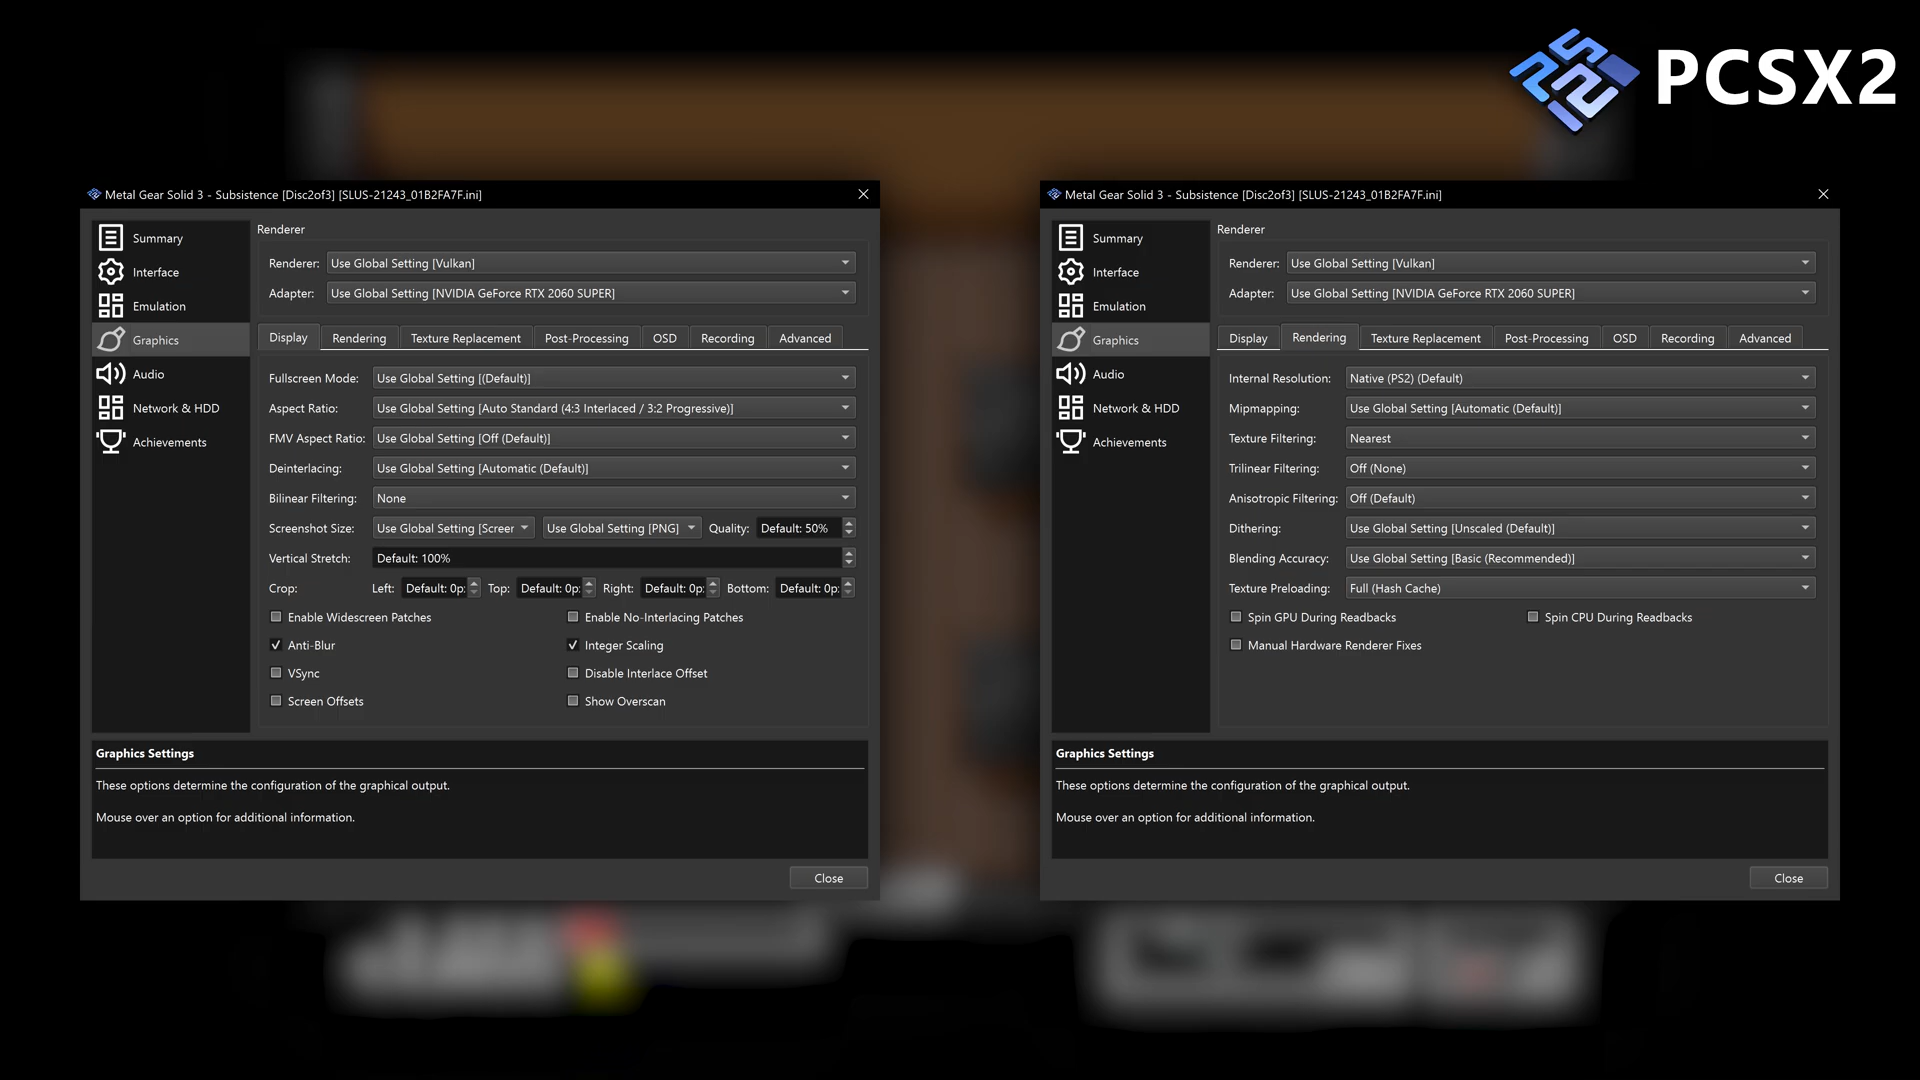 PCSX2
Metal Gear Solid 3 - Subsistence [Disc2of3] [SLUS-21243_01B2FA7F.ini]
Summary
Interface
Emulation
Graphics
Audio
Network & HDD
Achievements
Renderer
Renderer: Use Global Setting [Vulkan]
Adapter: Use Global Setting [NVIDIA GeForce RTX 2060 SUPER]
Display Rendering Texture Replacement Post-Processing OSD Recording Advanced
Fullscreen Mode: Use Global Setting [(Default)]
Aspect Ratio: Use Global Setting [Auto Standard (4:3 Interlaced / 3:2 Progressive)]
FMV Aspect Ratio: Use Global Setting [Off (Default)]
Deinterlacing: Use Global Setting [Automatic (Default)]
Bilinear Filtering: None
Screenshot Size: Use Global Setting [Screer Use Global Setting [PNG] Quality: Default: 50%
Vertical Stretch: Default: 100%
Crop: Left: Default: 0p: Top: Default: 0p: Right: Default: 0p: Bottom: Default: 0p:
Enable Widescreen Patches Enable No-Interlacing Patches
Anti-Blur Integer Scaling
VSync Disable Interlace Offset
Screen Offsets Show Overscan
Graphics Settings
These options determine the configuration of the graphical output.
Mouse over an option for additional information.
Close
Metal Gear Solid 3 - Subsistence [Disc2of3] [SLUS-21243_01B2FA7F.ini]
Summary
Interface
Emulation
Graphics
Audio
Network & HDD
Achievements
Renderer
Renderer: Use Global Setting [Vulkan]
Adapter: Use Global Setting [NVIDIA GeForce RTX 2060 SUPER]
Display Rendering Texture Replacement Post-Processing OSD Recording Advanced
Internal Resolution: Native (PS2) (Default)
Mipmapping: Use Global Setting [Automatic (Default)]
Texture Filtering: Nearest
Trilinear Filtering: Off (None)
Anisotropic Filtering: Off (Default)
Dithering: Use Global Setting [Unscaled (Default)]
Blending Accuracy: Use Global Setting [Basic (Recommended)]
Texture Preloading: Full (Hash Cache)
Spin GPU During Readbacks Spin CPU During Readbacks
Manual Hardware Renderer Fixes
Graphics Settings
These options determine the configuration of the graphical output.
Mouse over an option for additional information.
Close